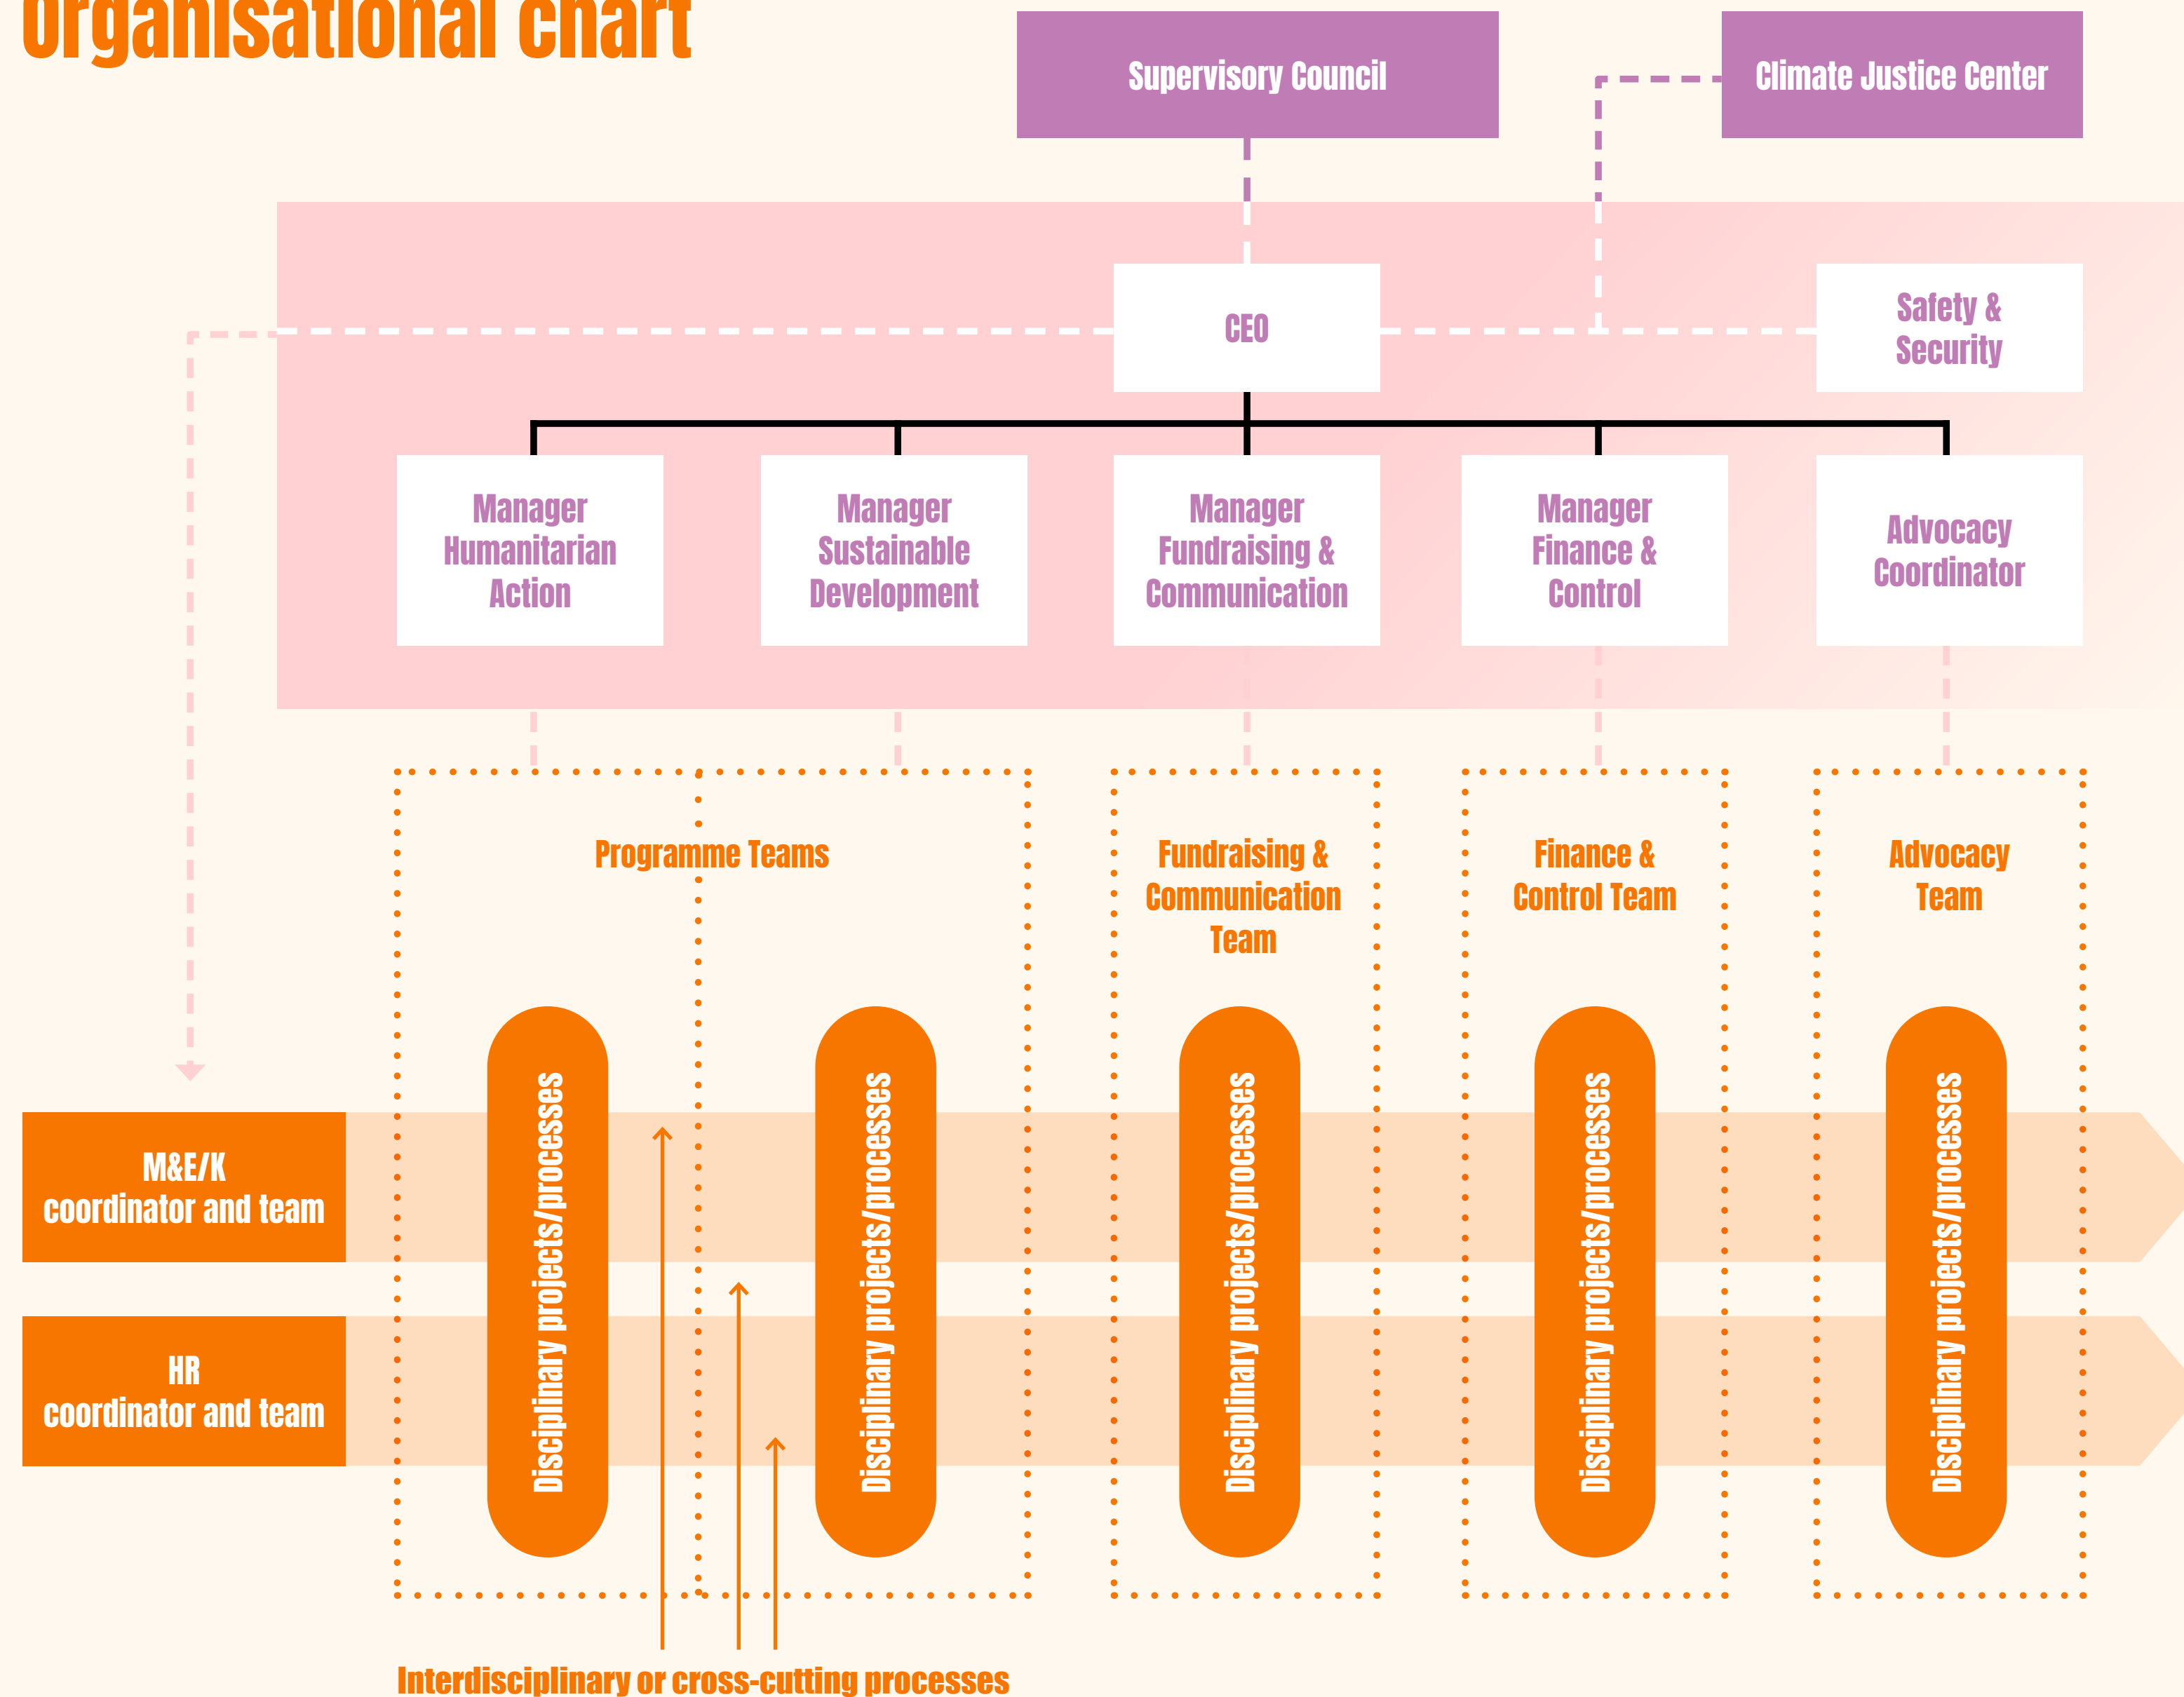 Organisational chart
Supervisory Council
Climate Justice Center
CEO
Safety &
Security
Manager
Humanitarian
Action
Manager
Sustainable
Development
Manager
Fundraising &
Communication
Manager
Finance &
Control
Advocacy
Coordinator
Programme Teams
Fundraising &
Communication
Team
Finance &
Control Team
Advocacy
Team
Disciplinary projects/processes
Disciplinary projects/processes
Disciplinary projects/processes
Disciplinary projects/processes
Disciplinary projects/processes
M&E/K
coordinator and team
HR
coordinator and team
Interdisciplinary or cross-cutting processes